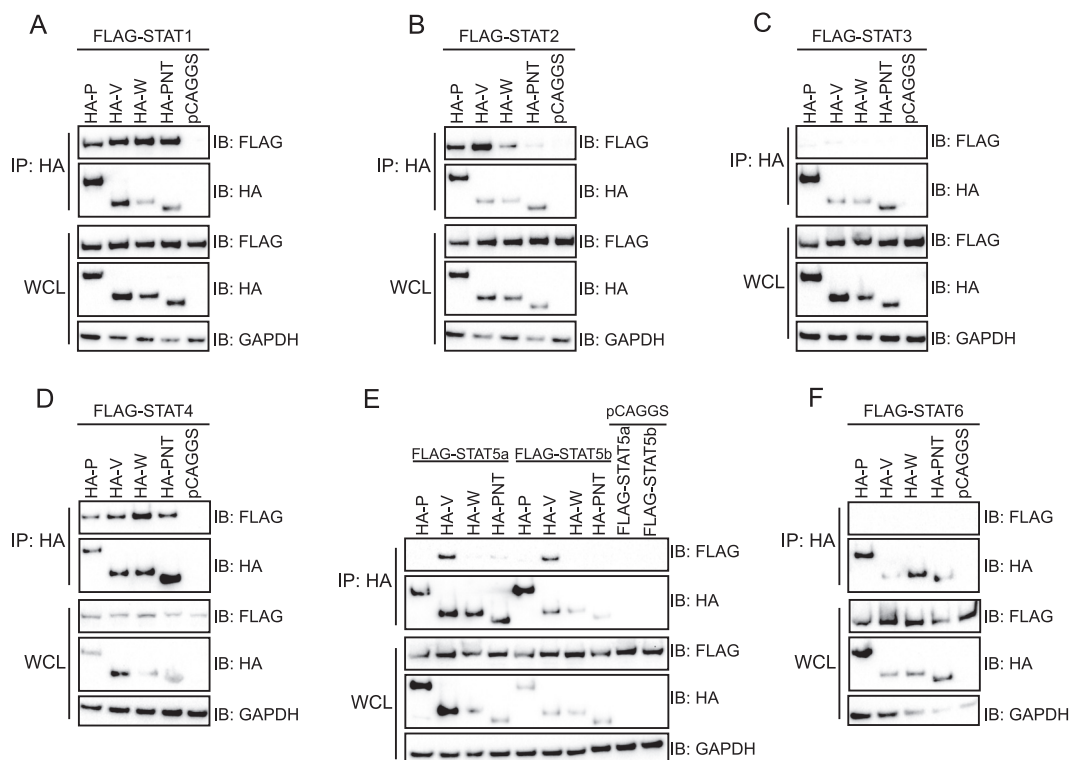 A
FLAG-STAT1
HA-P
HA-V
HA-W
HA-PNT
pCAGGS
IP: HA
IB: FLAG
IB: HA
WCL
IB: FLAG
IB: HA
IB: GAPDH
B
FLAG-STAT2
HA-P
HA-V
HA-W
HA-PNT
pCAGGS
IP: HA
IB: FLAG
IB: HA
WCL
IB: FLAG
IB: HA
IB: GAPDH
C
FLAG-STAT3
HA-P
HA-V
HA-W
HA-PNT
pCAGGS
IP: HA
IB: FLAG
IB: HA
WCL
IB: FLAG
IB: HA
IB: GAPDH
D
FLAG-STAT4
HA-P
HA-V
HA-W
HA-PNT
pCAGGS
IP: HA
IB: FLAG
IB: HA
WCL
IB: FLAG
IB: HA
IB: GAPDH
E
pCAGGS
FLAG-STAT5a
FLAG-STAT5b
HA-P
HA-V
HA-W
HA-PNT
HA-P
HA-V
HA-W
HA-PNT
FLAG-STAT5a
FLAG-STAT5b
IP: HA
IB: FLAG
IB: HA
WCL
IB: FLAG
IB: HA
IB: GAPDH
F
FLAG-STAT6
HA-P
HA-V
HA-W
HA-PNT
pCAGGS
IP: HA
IB: FLAG
IB: HA
WCL
IB: FLAG
IB: HA
IB: GAPDH